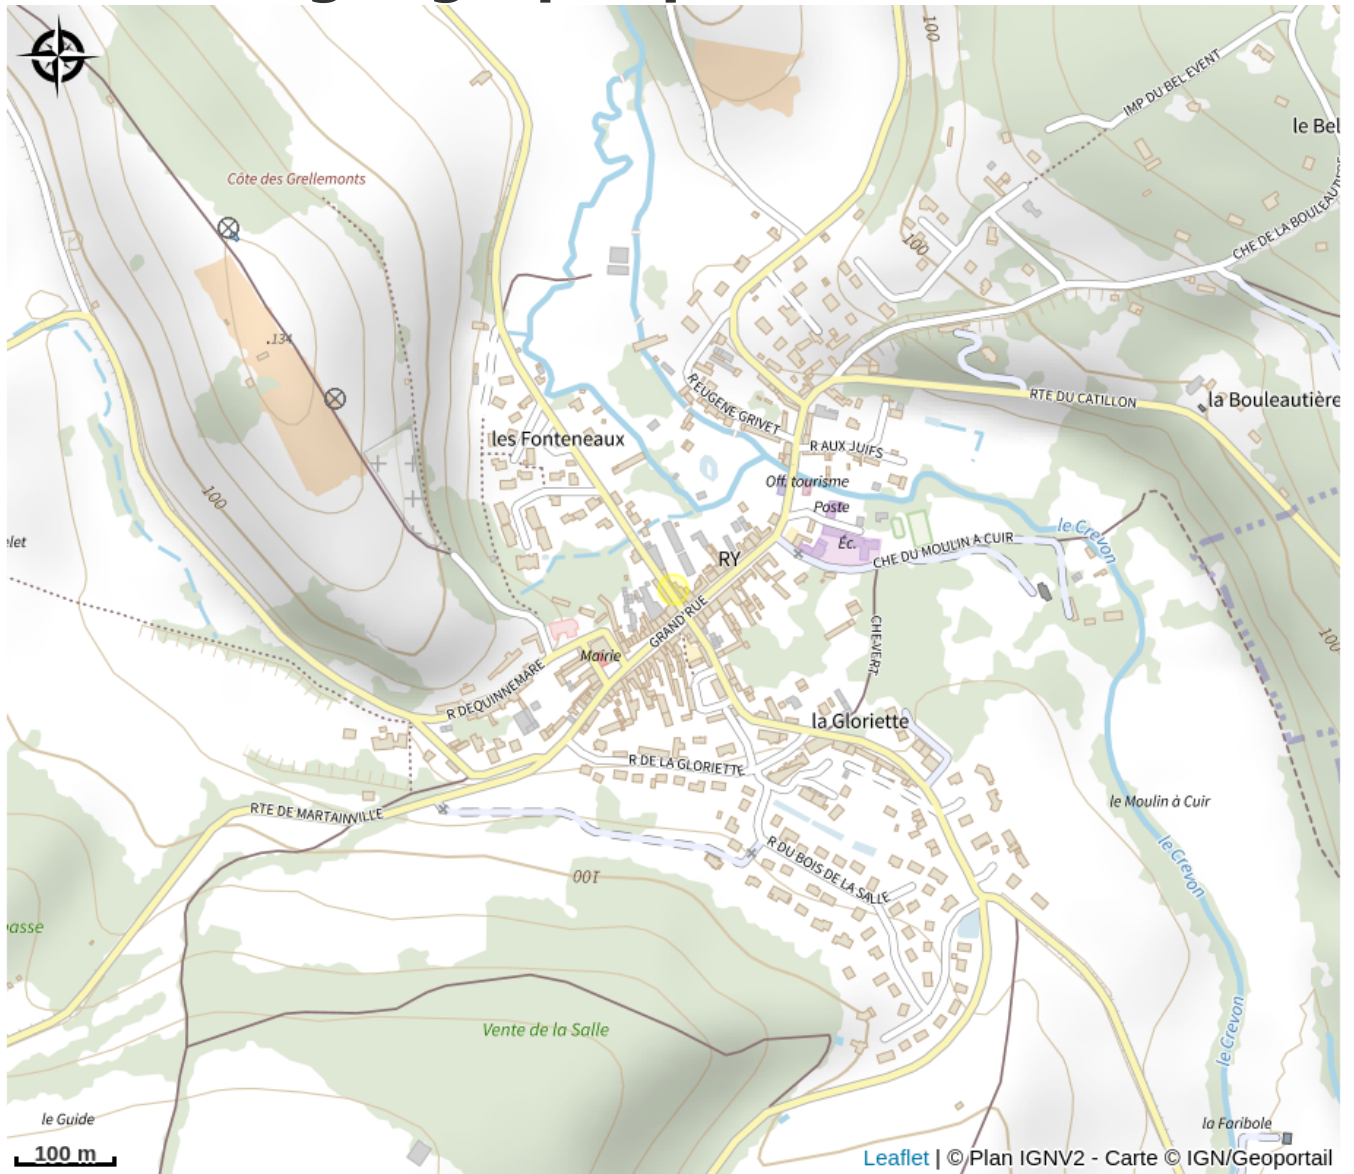 100
IMP DU BEL EVENT
le Bel
Côte des Grellemonts
CHE DE LA BOULEAUTIÈRE
100
.134
R EUGENE GRIVET
RTE DU CATILLON
la Bouleautière
les Fonteneaux
R AUX JUIFS
Off. tourisme
100
Poste
le Crevon
elet
Éc.
CHE DU MOULIN A CUIR
RY
GRAND'RUE
CHE VERT
100
Mairie
R DEQUINNEMARE
la Gloriette
R DE LA GLORIETTE
le Moulin à Cuir
RTE DE MARTAINVILLE
R DU BOIS DE LA SALLE
le Crevon
100
asse
Vente de la Salle
le Crevon
le Guide
la Faribole
100 m
Leaflet | © Plan IGNV2 - Carte © IGN/Geoportail